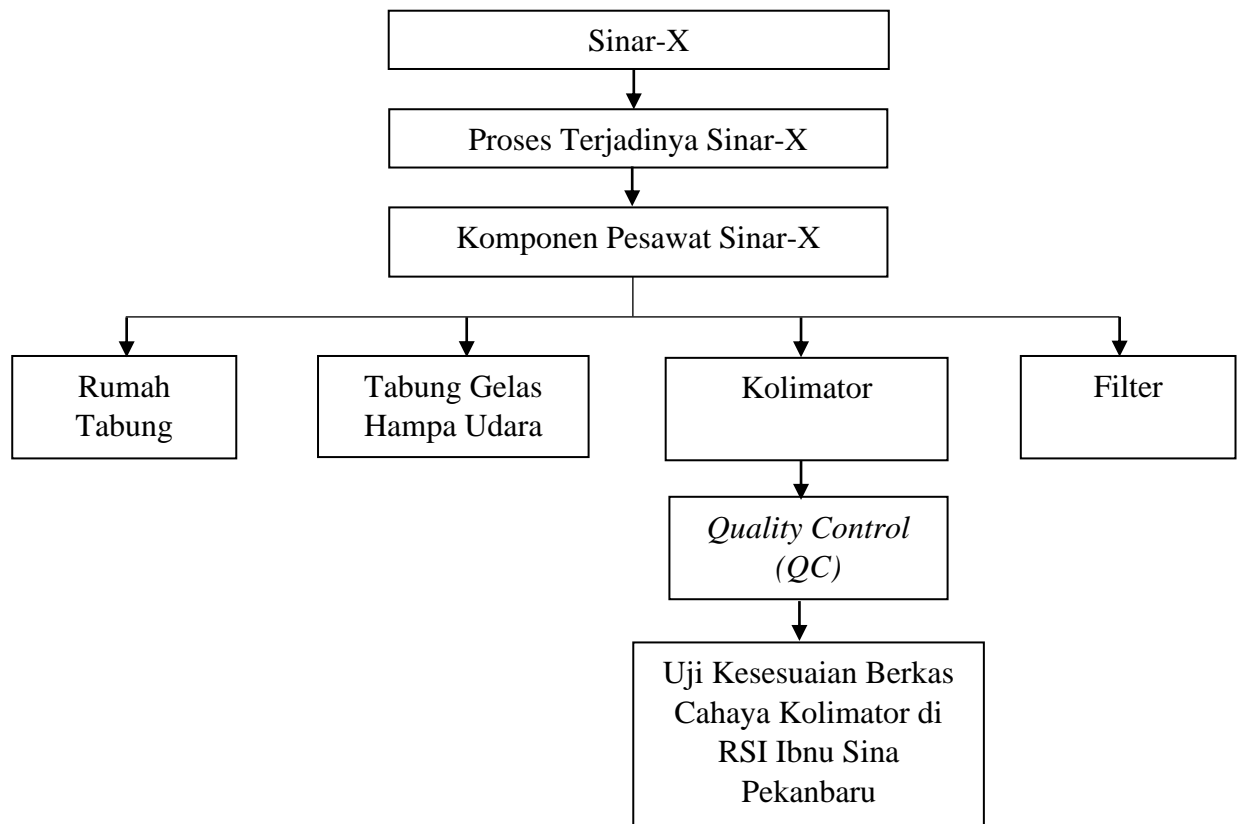 Sinar-X
Proses Terjadinya Sinar-X
Komponen Pesawat Sinar-X
Rumah
Tabung
Tabung Gelas
Hampa Udara
Kolimator
Filter
Quality Control
(QC)
Uji Kesesuaian Berkas
Cahaya Kolimator di
RSI Ibnu Sina
Pekanbaru